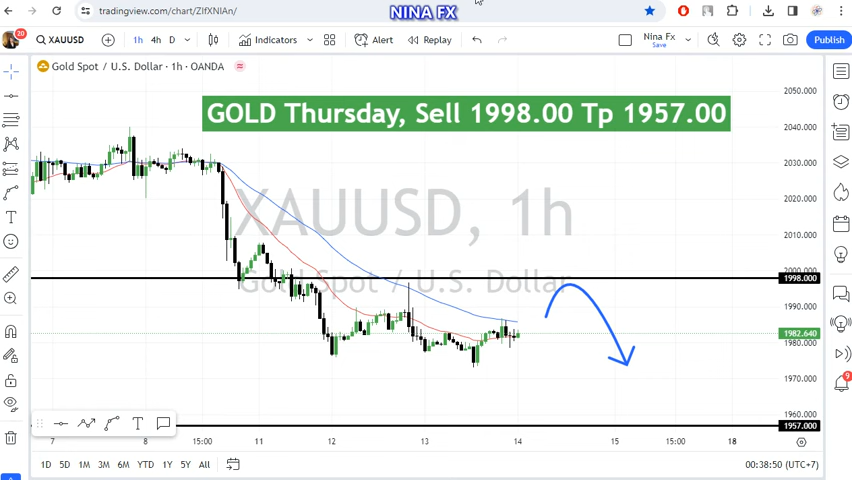 NINA FX
tradingview.com/chart/ZIfXNIAn/
20
XAUUSD
1h 4h D
Indicators
Alert
Replay
Nina Fx
Save
Publish
Gold Spot / U.S. Dollar · 1h · OANDA
GOLD Thursday, Sell 1998.00 Tp 1957.00
XAUUSD, 1h
Gold Spot / U.S. Dollar
2050.000
2040.000
2030.000
2020.000
2010.000
2000.000
1998.000
1990.000
1982.640
1980.000
1970.000
1960.000
1957.000
9
7 8 15:00 11 12 13 14 15 15:00 18
1D 5D 1M 3M 6M YTD 1Y 5Y All
00:38:50 (UTC+7)